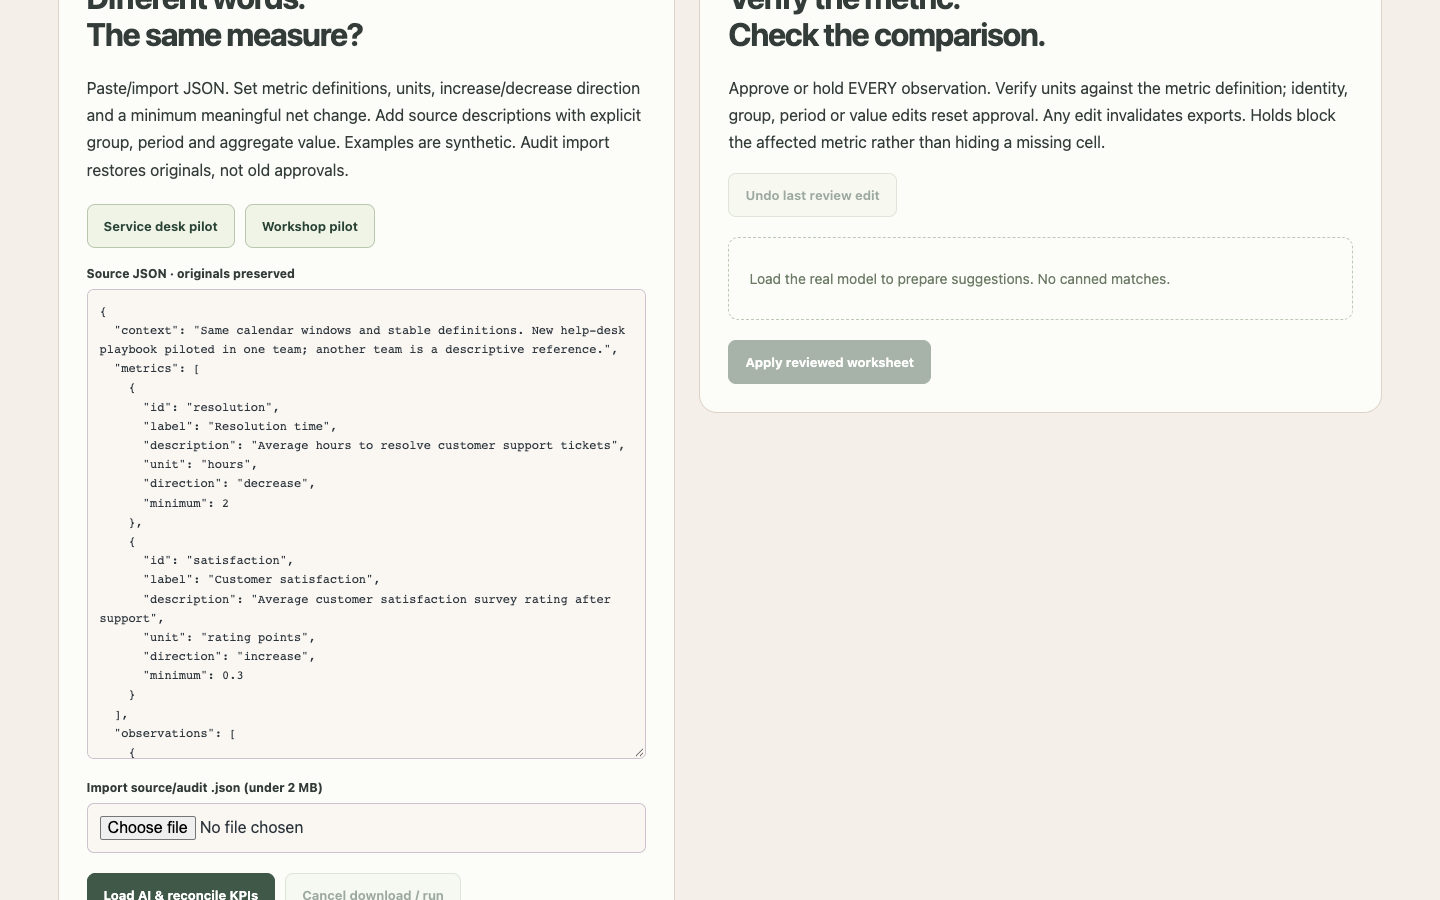 Different words.
The same measure?
Paste/import JSON. Set metric definitions, units, increase/decrease direction
and a minimum meaningful net change. Add source descriptions with explicit
group, period and aggregate value. Examples are synthetic. Audit import
restores originals, not old approvals.
Service desk pilot
Workshop pilot
Source JSON · originals preserved
{
"context": "Same calendar windows and stable definitions. New help-desk
playbook piloted in one team; another team is a descriptive reference.",
"metrics": [
{
"id": "resolution",
"label": "Resolution time",
"description": "Average hours to resolve customer support tickets",
"unit": "hours",
"direction": "decrease",
"minimum": 2
},
{
"id": "satisfaction",
"label": "Customer satisfaction",
"description": "Average customer satisfaction survey rating after
support",
"unit": "rating points",
"direction": "increase",
"minimum": 0.3
}
],
"observations": [
{
Import source/audit .json (under 2 MB)
Choose file No file chosen
Load AI & reconcile KPIs
Cancel download / run
Verify the metric.
Check the comparison.
Approve or hold EVERY observation. Verify units against the metric definition; identity,
group, period or value edits reset approval. Any edit invalidates exports. Holds block
the affected metric rather than hiding a missing cell.
Undo last review edit
Load the real model to prepare suggestions. No canned matches.
Apply reviewed worksheet